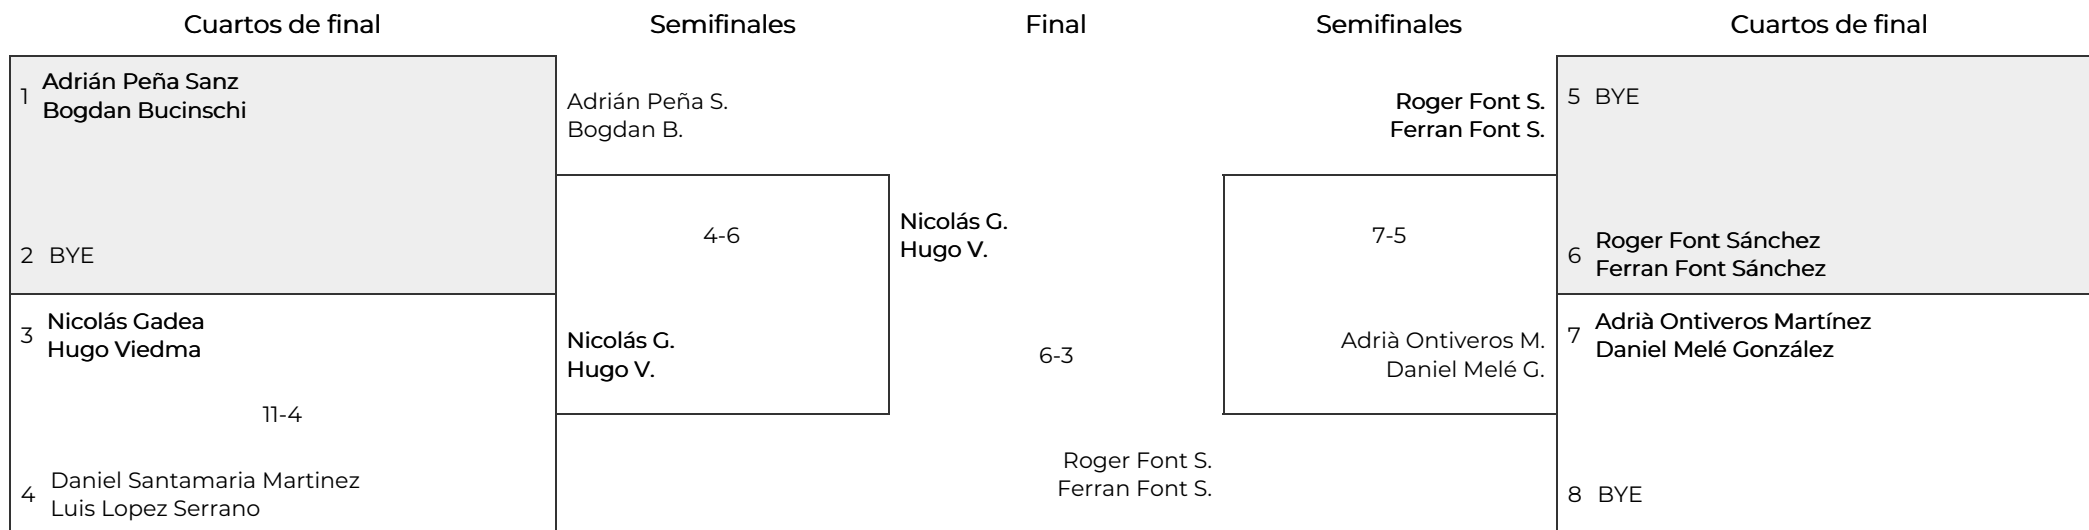 Cuartos de final
Semifinales
Final
Semifinales
Cuartos de final
1 Adrián Peña Sanz
Bogdan Bucinschi
2 BYE
3 Nicolás Gadea
Hugo Viedma
11-4
4 Daniel Santamaria Martinez
Luis Lopez Serrano
Adrián Peña S.
Bogdan B.
4-6
Nicolás G.
Hugo V.
Nicolás G.
Hugo V.
6-3
Roger Font S.
Ferran Font S.
Roger Font S.
Ferran Font S.
7-5
Adrià Ontiveros M.
Daniel Melé G.
5 BYE
6 Roger Font Sánchez
Ferran Font Sánchez
7 Adrià Ontiveros Martínez
Daniel Melé González
8 BYE